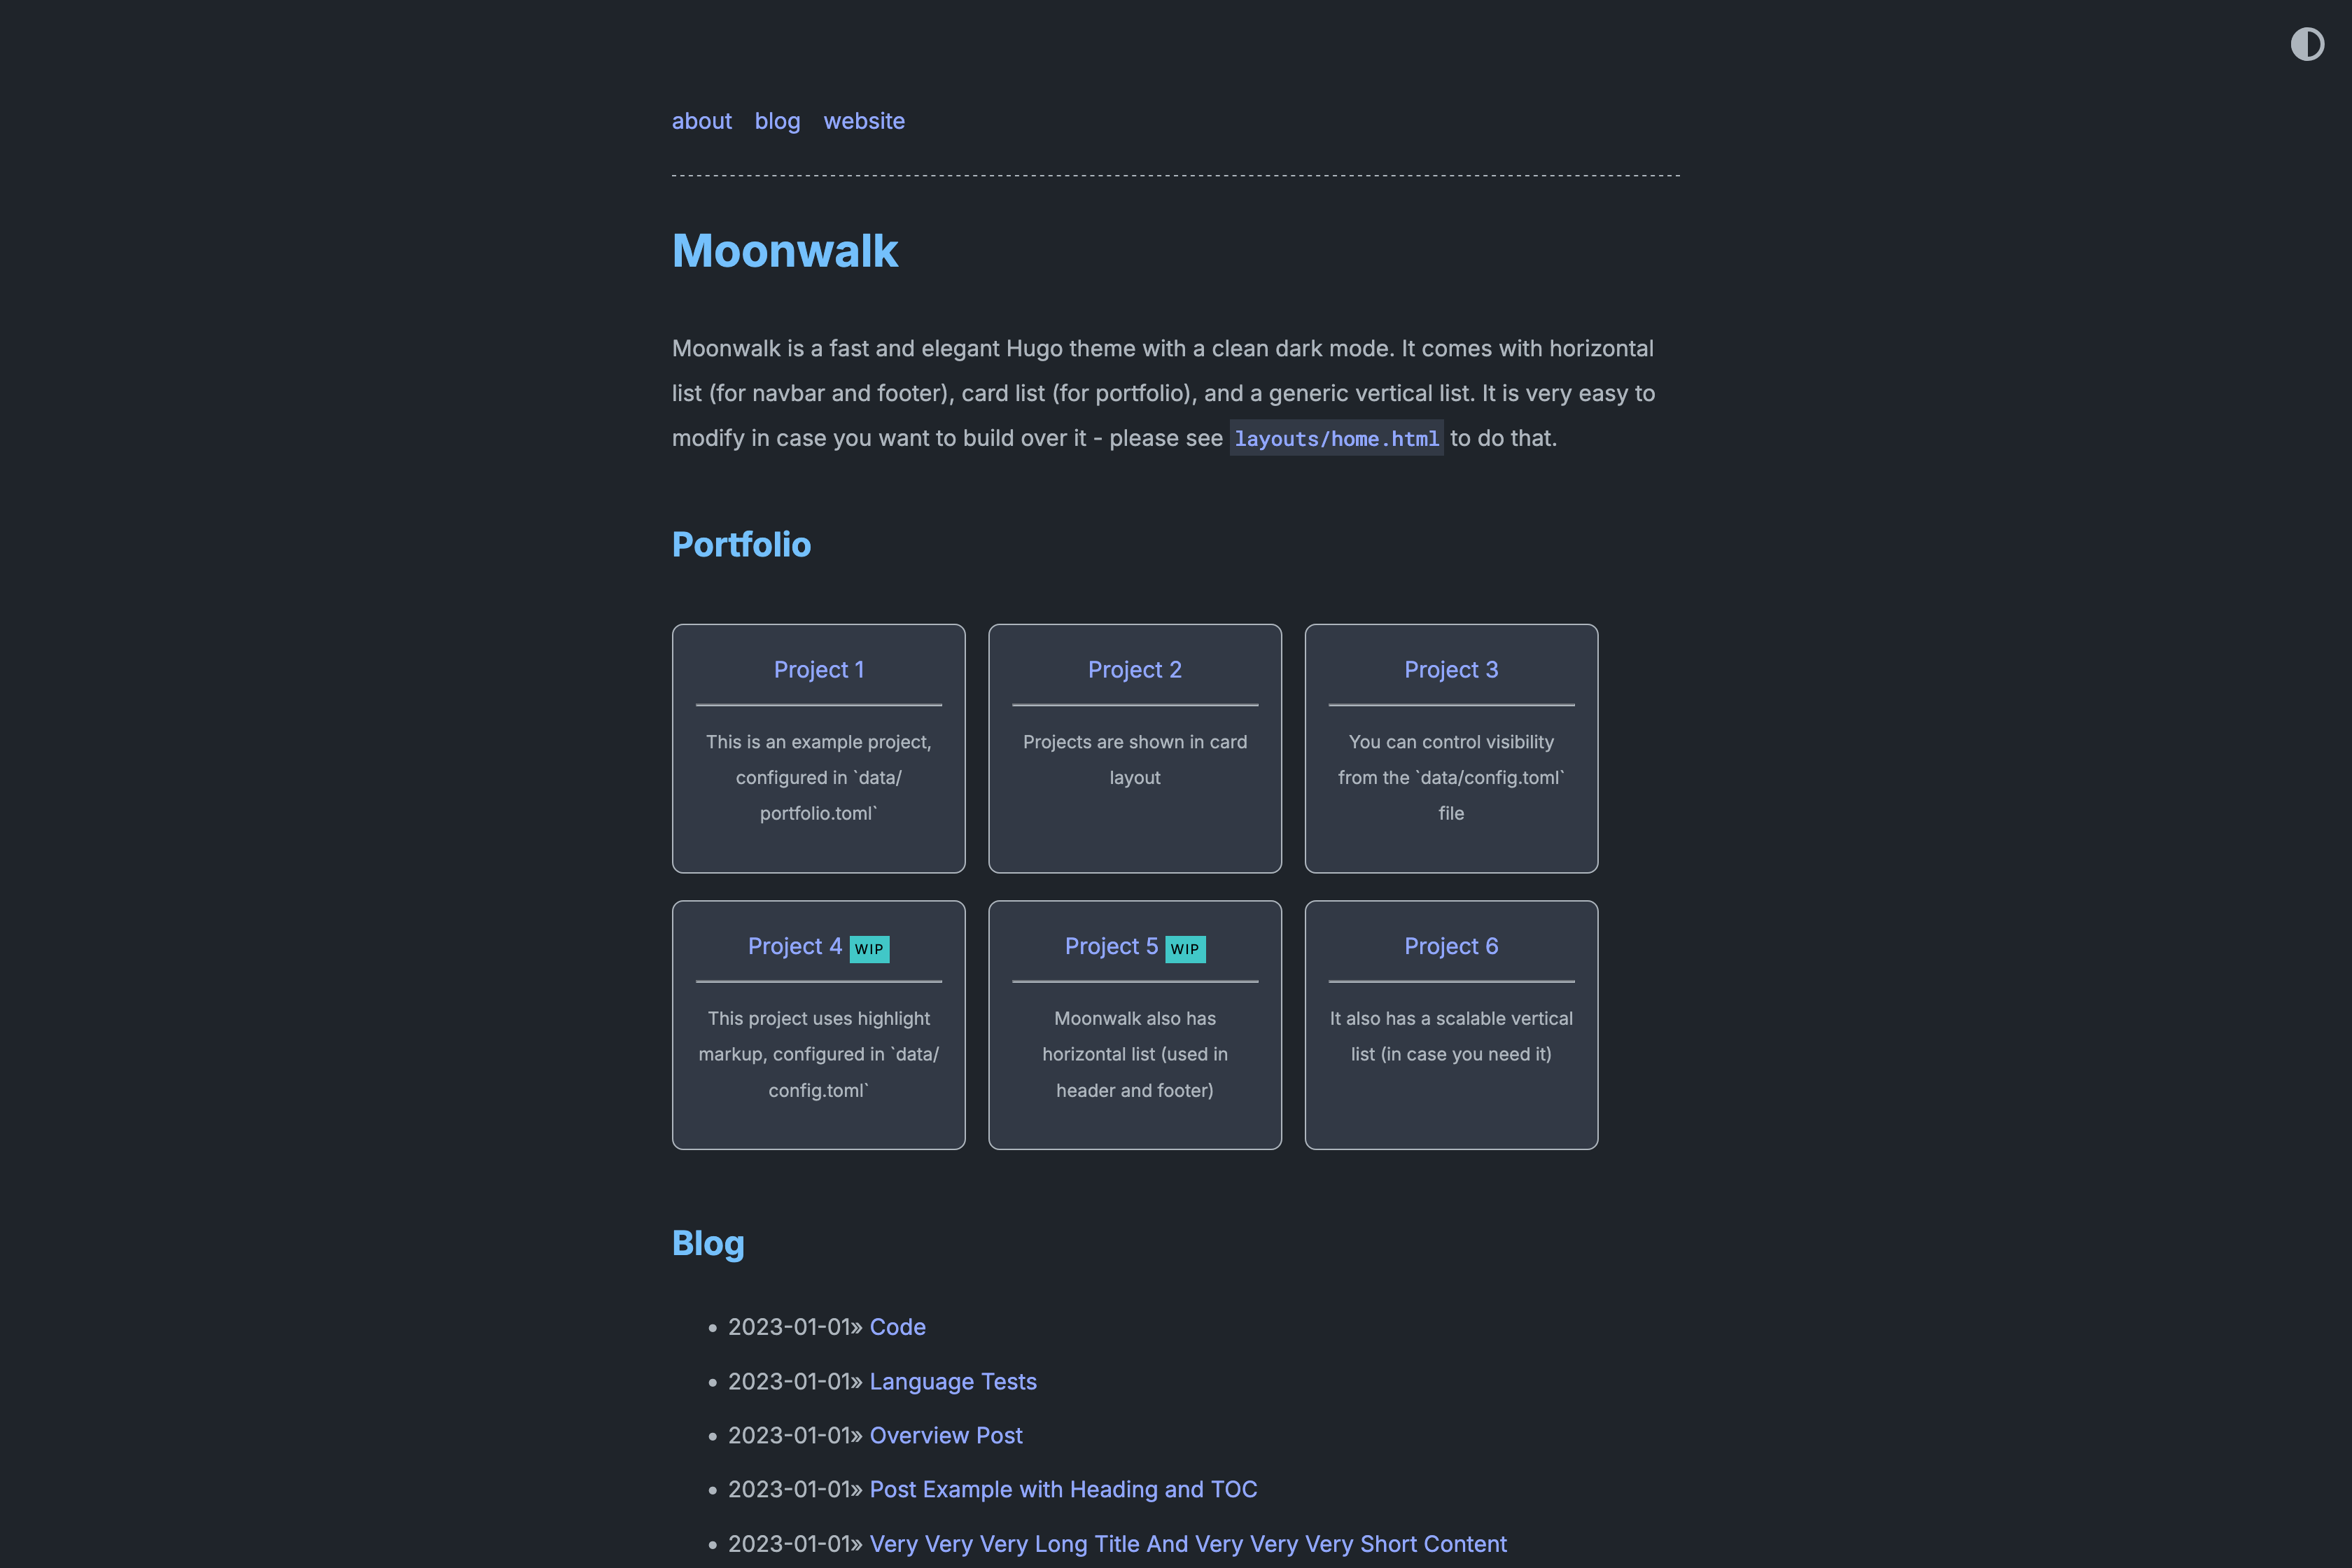 about blog website
Moonwalk
Moonwalk is a fast and elegant Hugo theme with a clean dark mode. It comes with horizontal
list (for navbar and footer), card list (for portfolio), and a generic vertical list. It is very easy to
modify in case you want to build over it - please see layouts/home.html to do that.
Portfolio
Project 1
This is an example project,
configured in `data/
portfolio.toml`
Project 2
Projects are shown in card
layout
Project 3
You can control visibility
from the `data/config.toml`
file
Project 4 WIP
This project uses highlight
markup, configured in `data/
config.toml`
Project 5 WIP
Moonwalk also has
horizontal list (used in
header and footer)
Project 6
It also has a scalable vertical
list (in case you need it)
Blog
• 2023-01-01» Code
• 2023-01-01» Language Tests
• 2023-01-01» Overview Post
• 2023-01-01» Post Example with Heading and TOC
• 2023-01-01» Very Very Very Long Title And Very Very Very Short Content